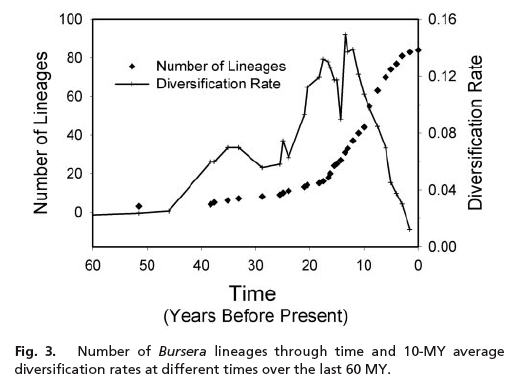 100
80
60
40
20
0
Number of Lineages
Number of Lineages
Diversification Rate
0.16
0.12
0.08
0.04
0.00
Diversification Rate
60 50 40 30 20 10 0
Time
(Years Before Present)
Fig. 3. Number of Bursera lineages through time and 10-MY average
diversification rates at different times over the last 60 MY.